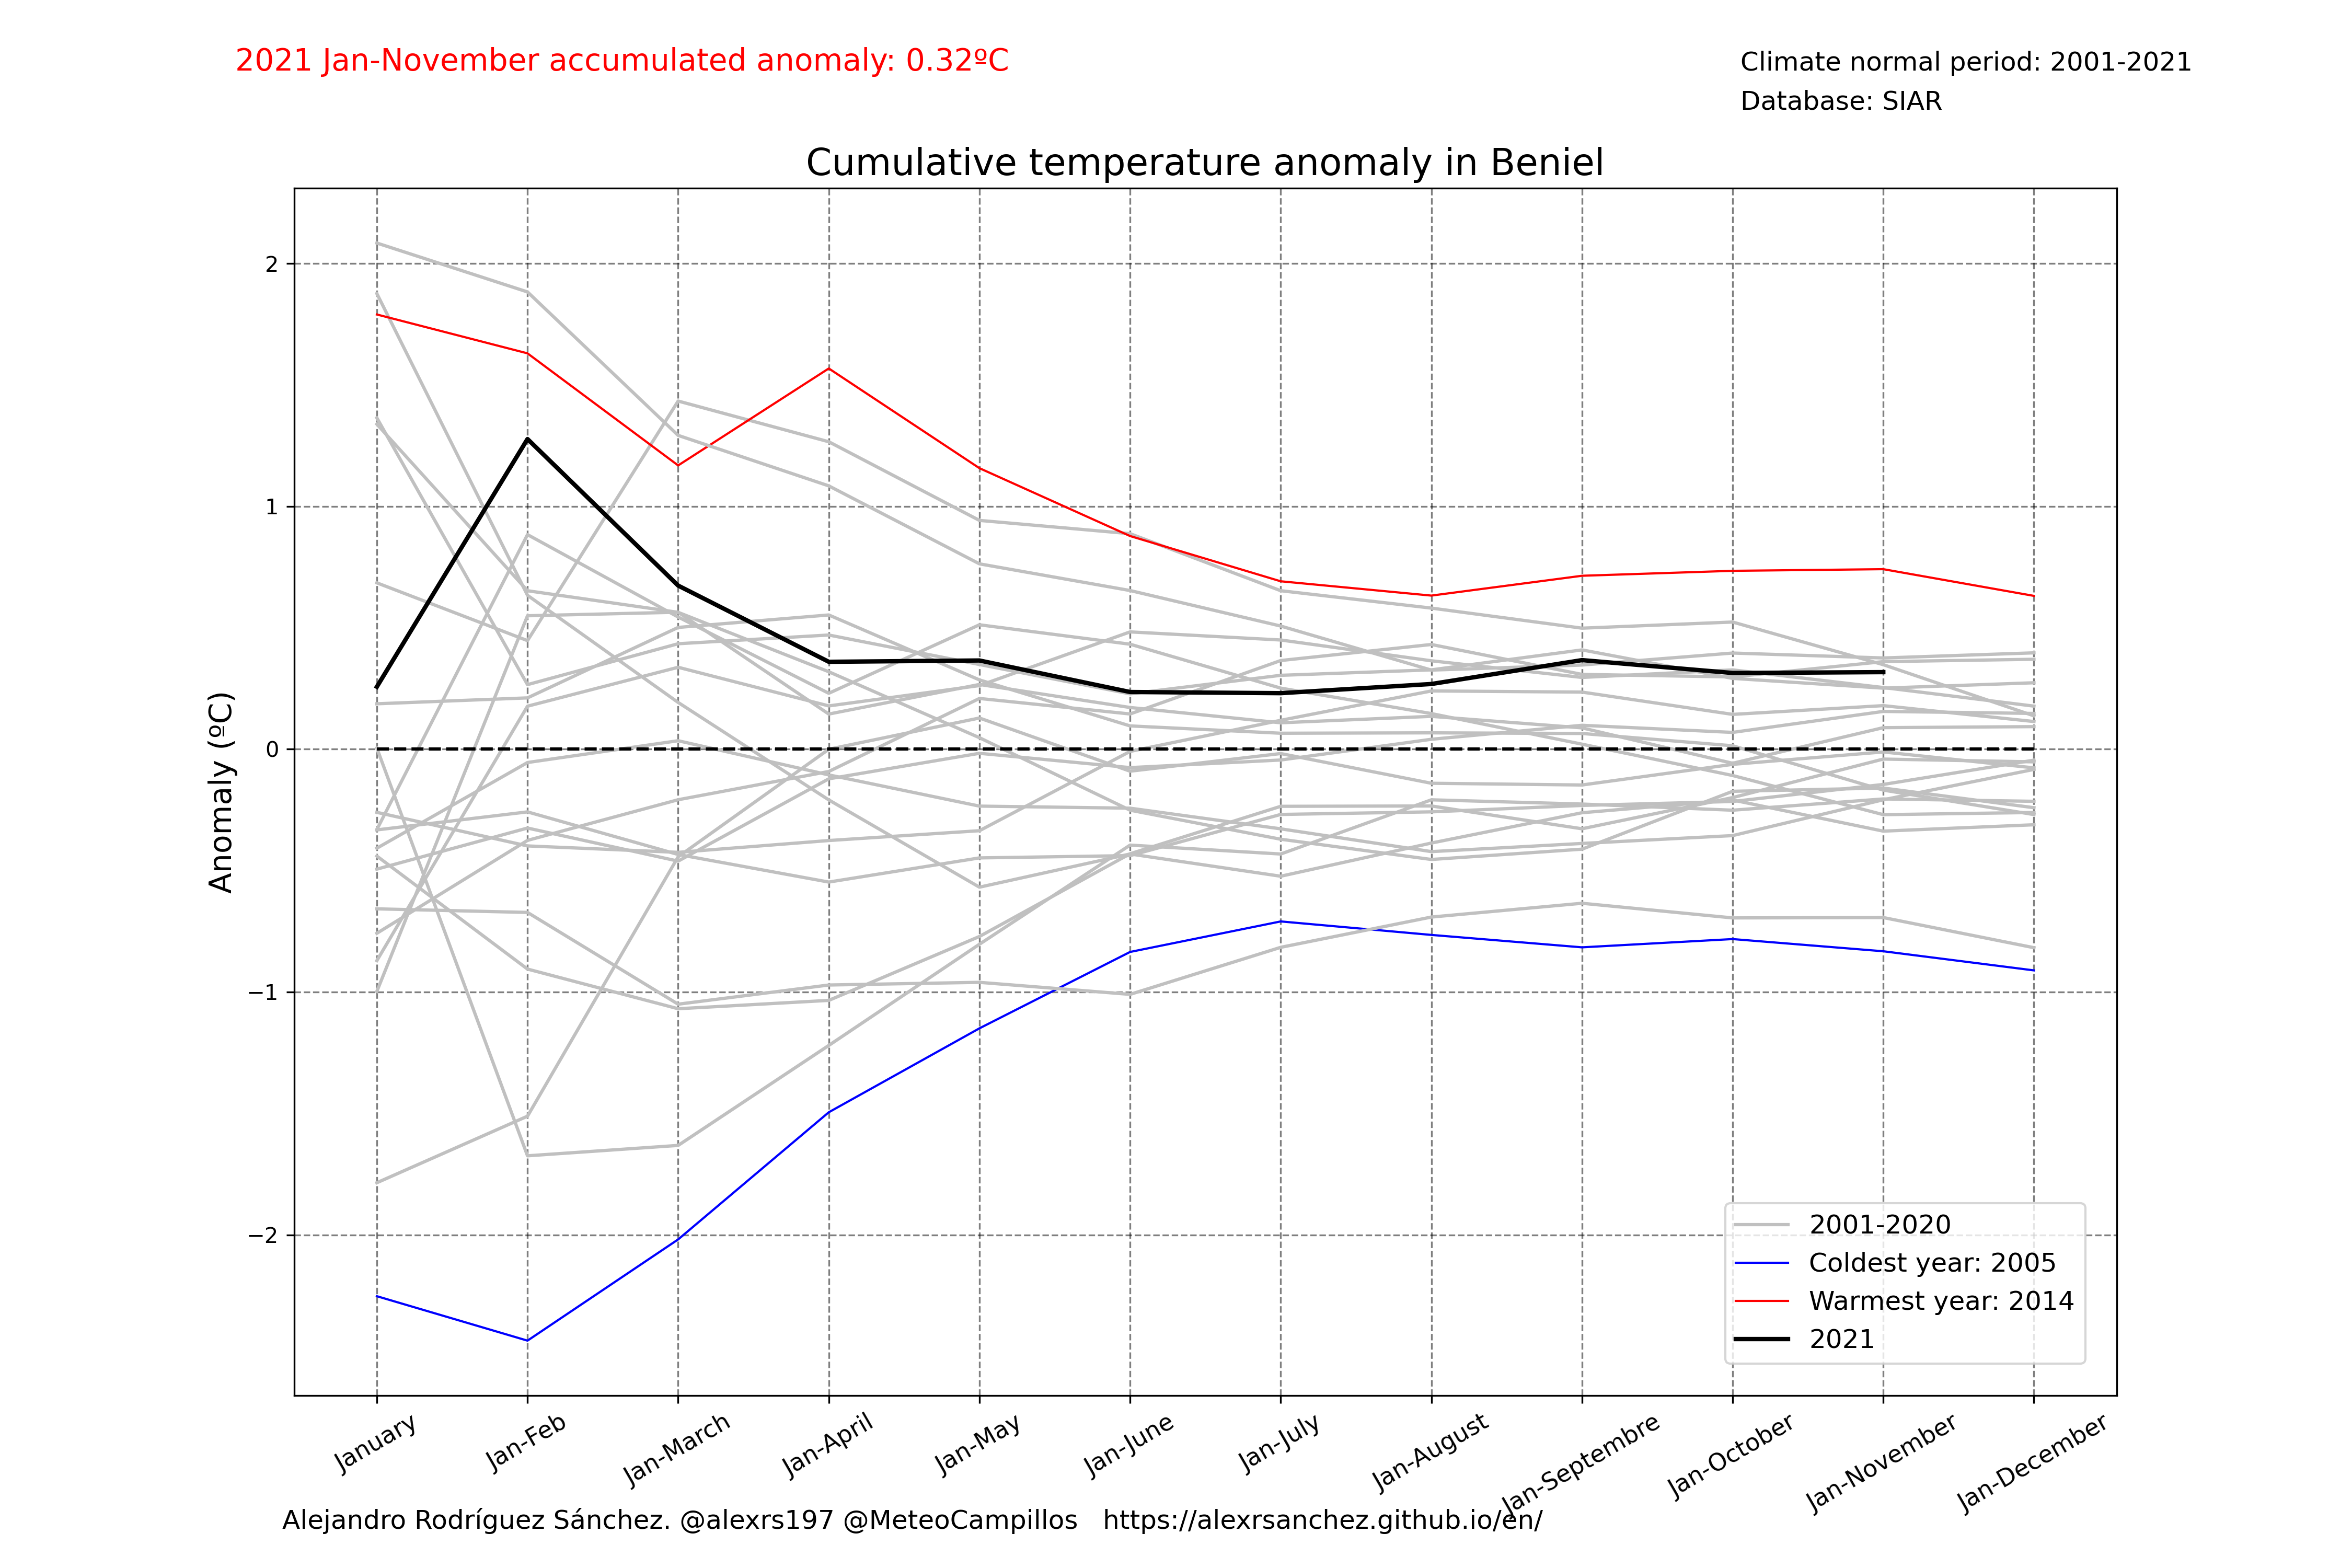 2021 Jan-November accumulated anomaly: 0.32ºC
Climate normal period: 2001-2021
Database: SIAR
Cumulative temperature anomaly in Beniel
Anomaly (ºC)
2
1
0
−1
−2
2001-2020
Coldest year: 2005
Warmest year: 2014
2021
January
Jan-Feb
Jan-March
Jan-April
Jan-May
Jan-June
Jan-July
Jan-August
Jan-Septembre
Jan-October
Jan-November
Jan-December
Alejandro Rodríguez Sánchez. @alexrs197 @MeteoCampillos   https://alexrsanchez.github.io/en/